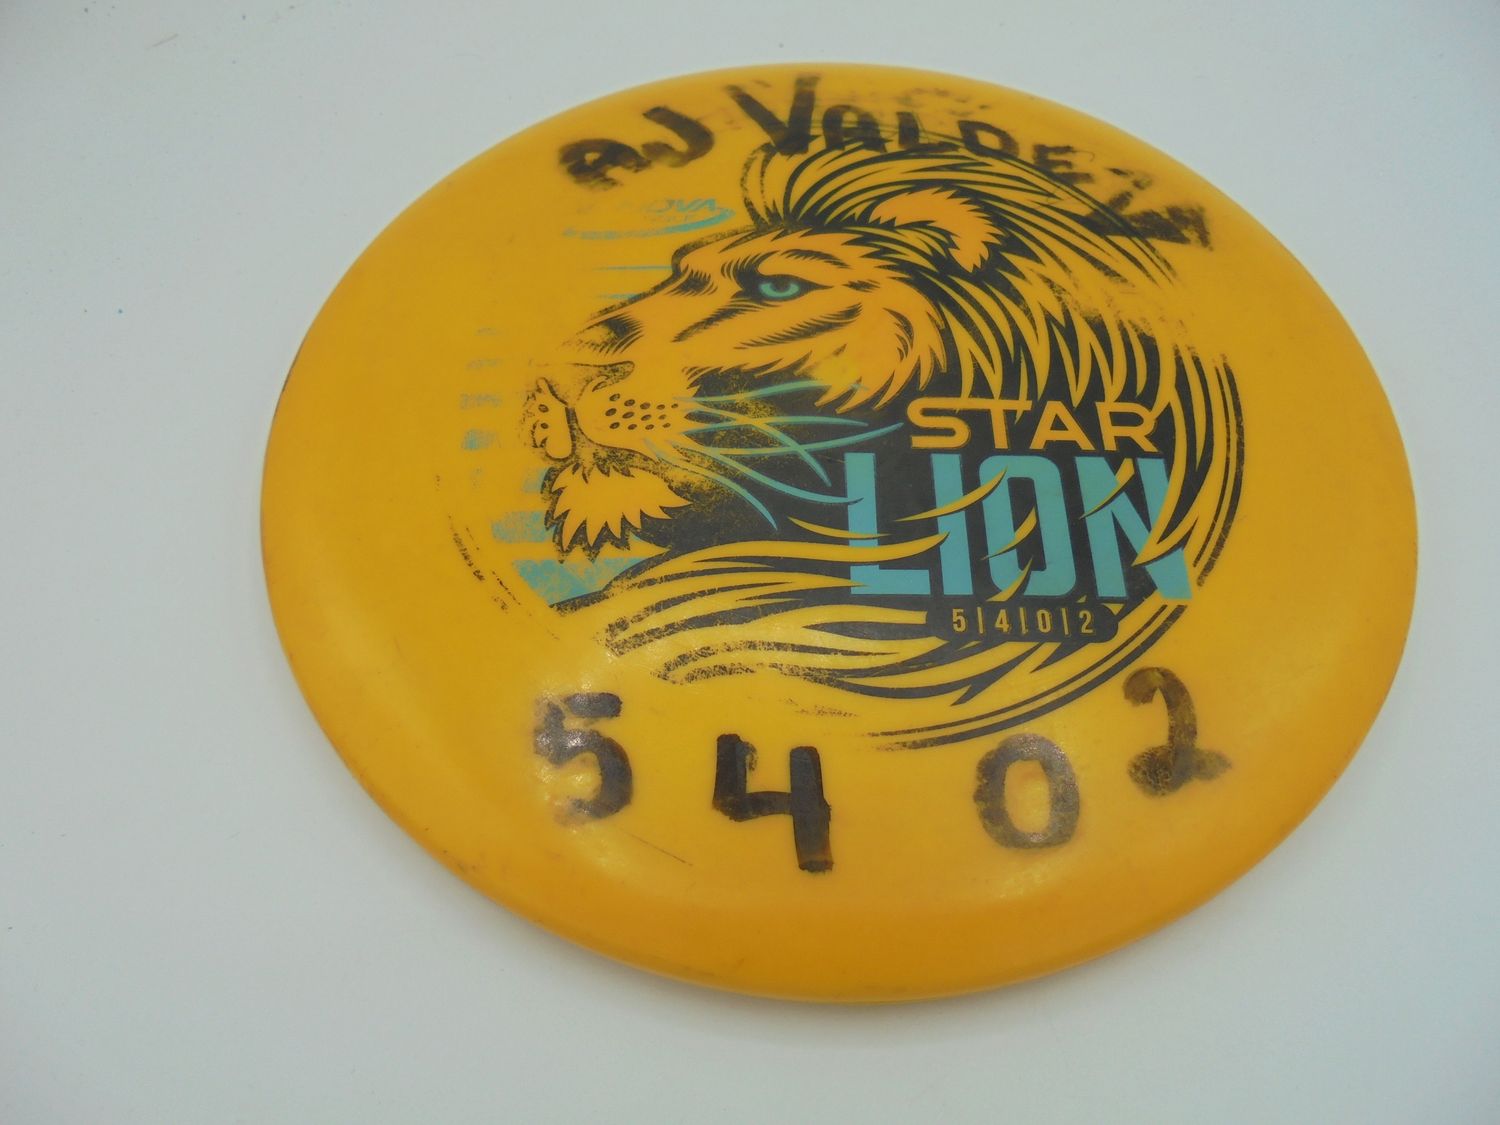 AJ VALDEZ
STAR
LION
5|4|0|2
5 4 0 2